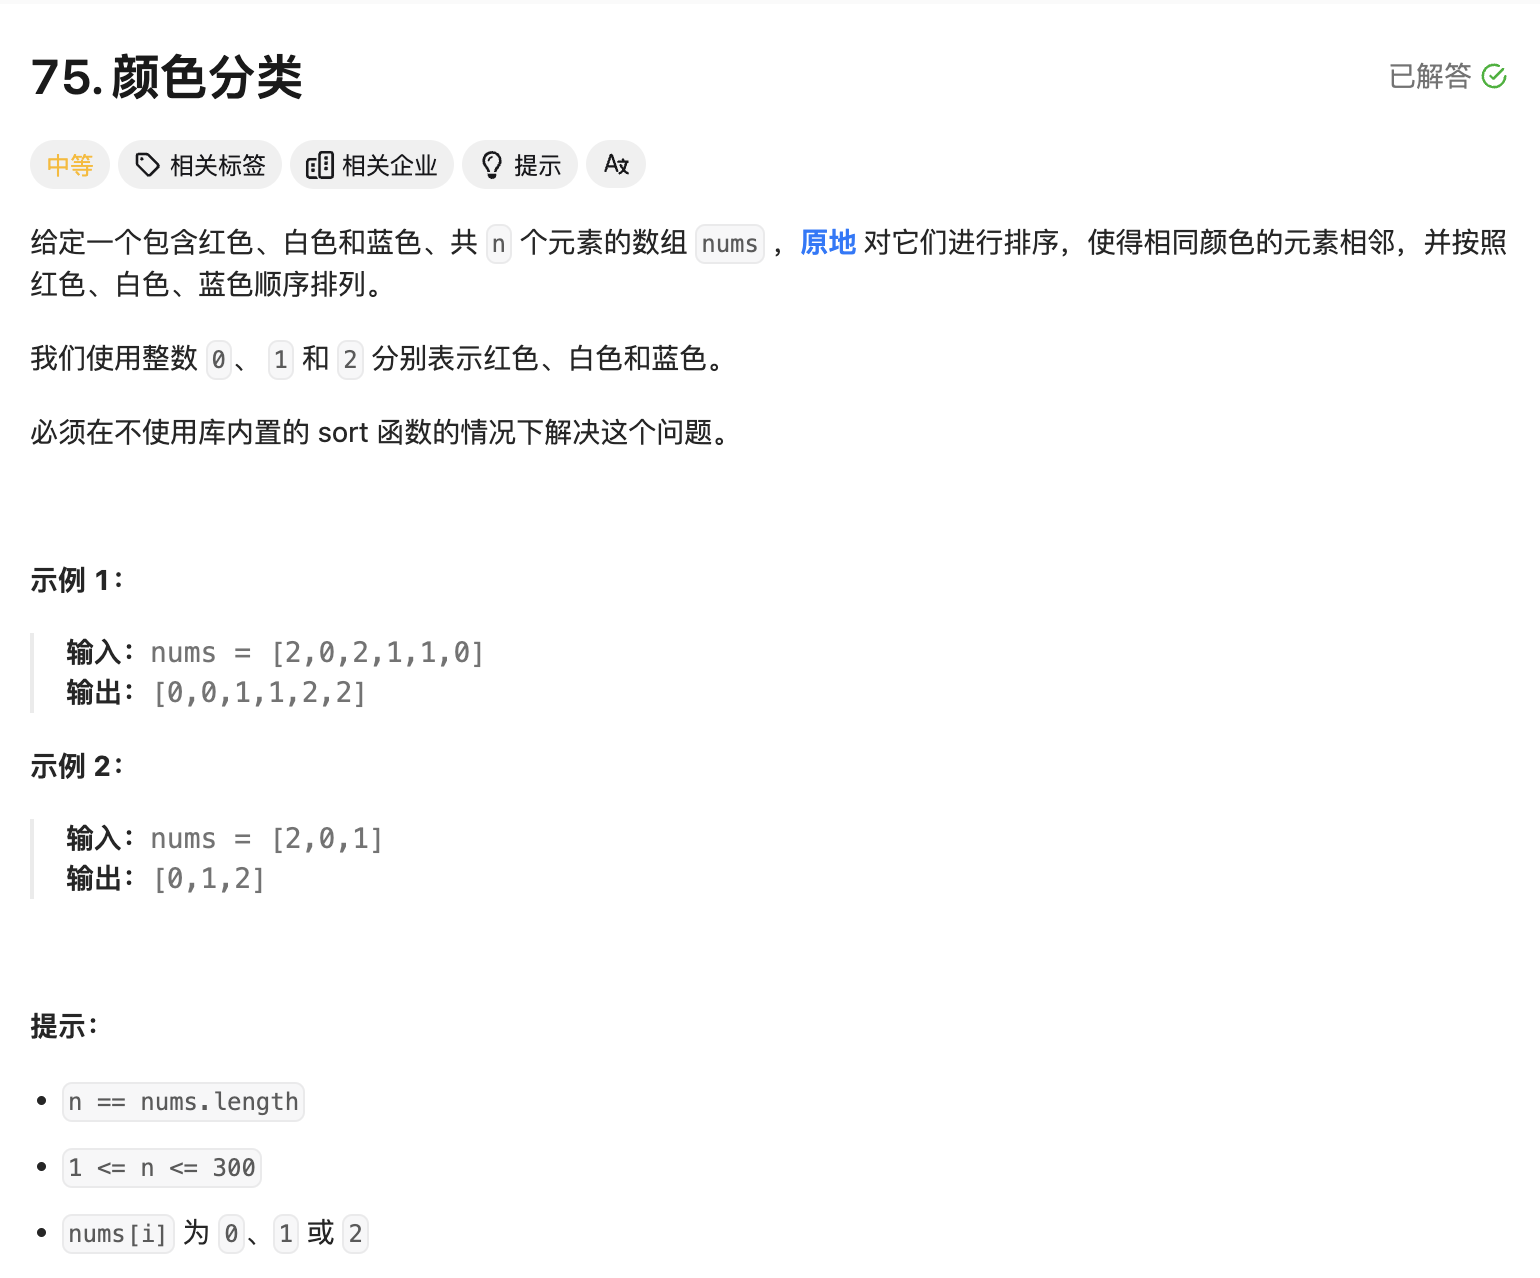 75. 颜色分类
已解答
中等 相关标签 相关企业 提示
给定一个包含红色、白色和蓝色、共 n 个元素的数组 nums ，原地 对它们进行排序，使得相同颜色的元素相邻，并按照
红色、白色、蓝色顺序排列。
我们使用整数 0、 1 和 2 分别表示红色、白色和蓝色。
必须在不使用库内置的 sort 函数的情况下解决这个问题。
示例 1：
输入：nums = [2,0,2,1,1,0]
输出：[0,0,1,1,2,2]
示例 2：
输入：nums = [2,0,1]
输出：[0,1,2]
提示：
• n == nums.length
• 1 <= n <= 300
• nums[i] 为 0、1 或 2